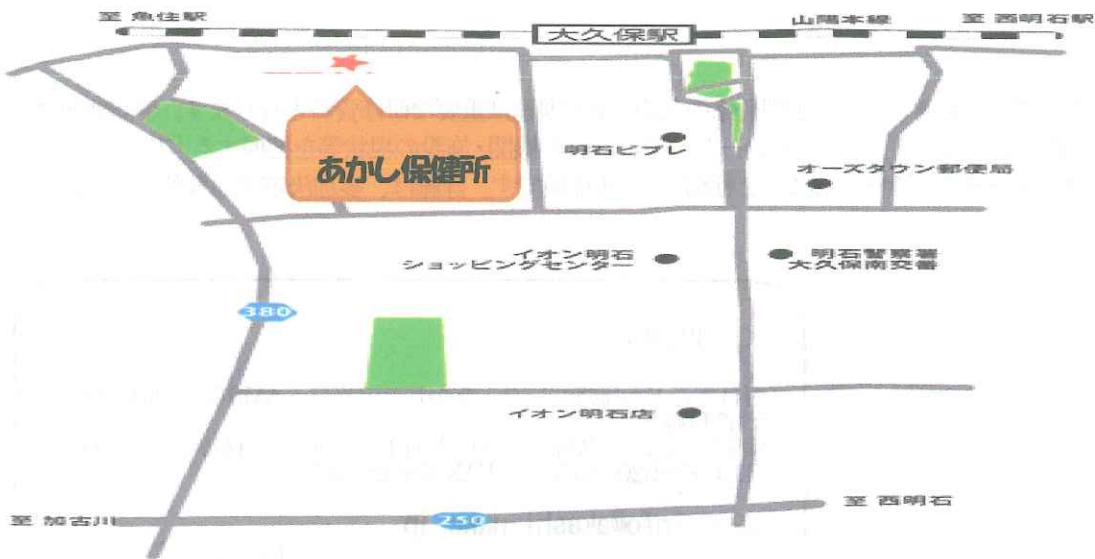 至 魚住駅
大久保駅
山陽本線
至 西明石駅
あかし保健所
明石ビブレ
オーズタウン郵便局
イオン明石
ショッピングセンター
明石警察署
大久保南交番
380
イオン明石店
至 加古川
250
至 西明石